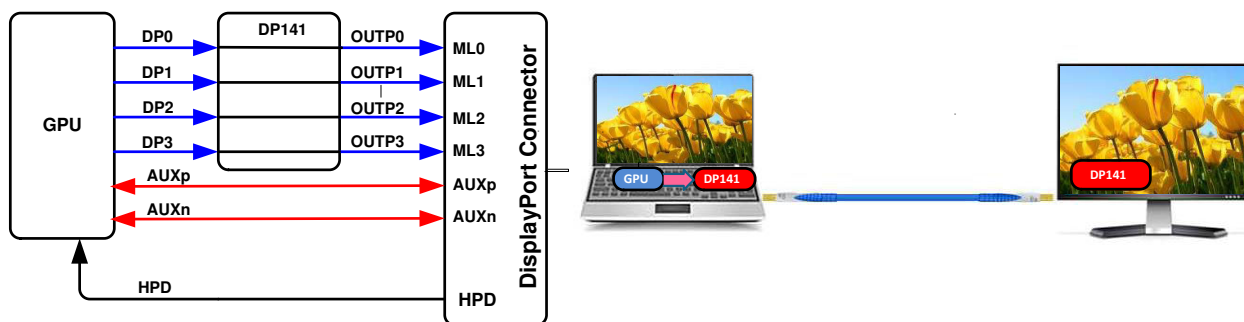 GPU
DP0
DP1
DP2
DP3
AUXp
AUXn
HPD
DP141
OUTP0
OUTP1
OUTP2
OUTP3
ML0
ML1
ML2
ML3
AUXp
AUXn
HPD
DisplayPort Connector
GPU
DP141
DP141